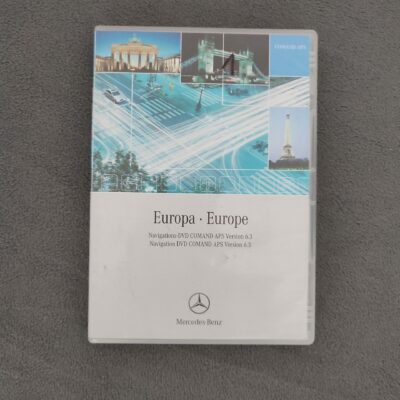 COMAND APS
Europa · Europe
Navigations-DVD COMAND APS Version 6.3
Navigation DVD COMAND APS Version 6.3
Mercedes-Benz